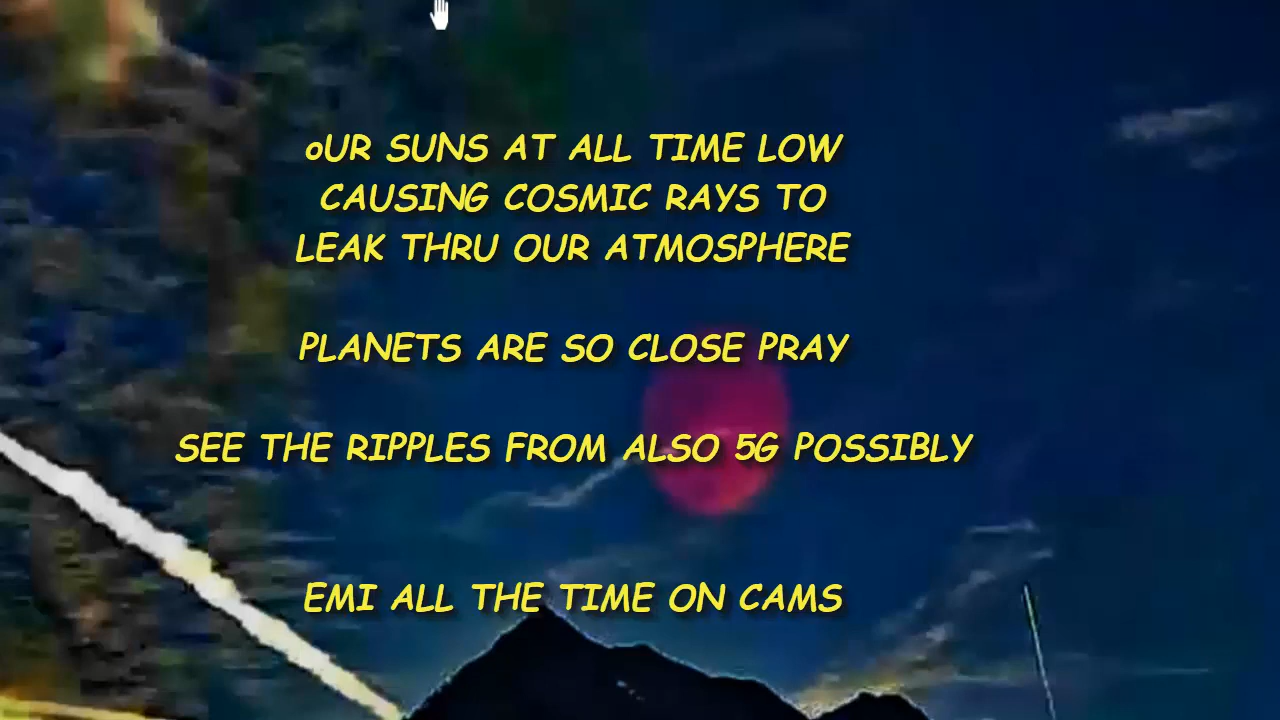 oUR SUNS AT ALL TIME LOW
CAUSING COSMIC RAYS TO
LEAK THRU OUR ATMOSPHERE
PLANETS ARE SO CLOSE PRAY
SEE THE RIPPLES FROM ALSO 5G POSSIBLY
EMI ALL THE TIME ON CAMS